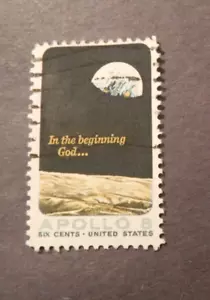 In the beginning
God...
APOLLO 8
SIX CENTS · UNITED STATES